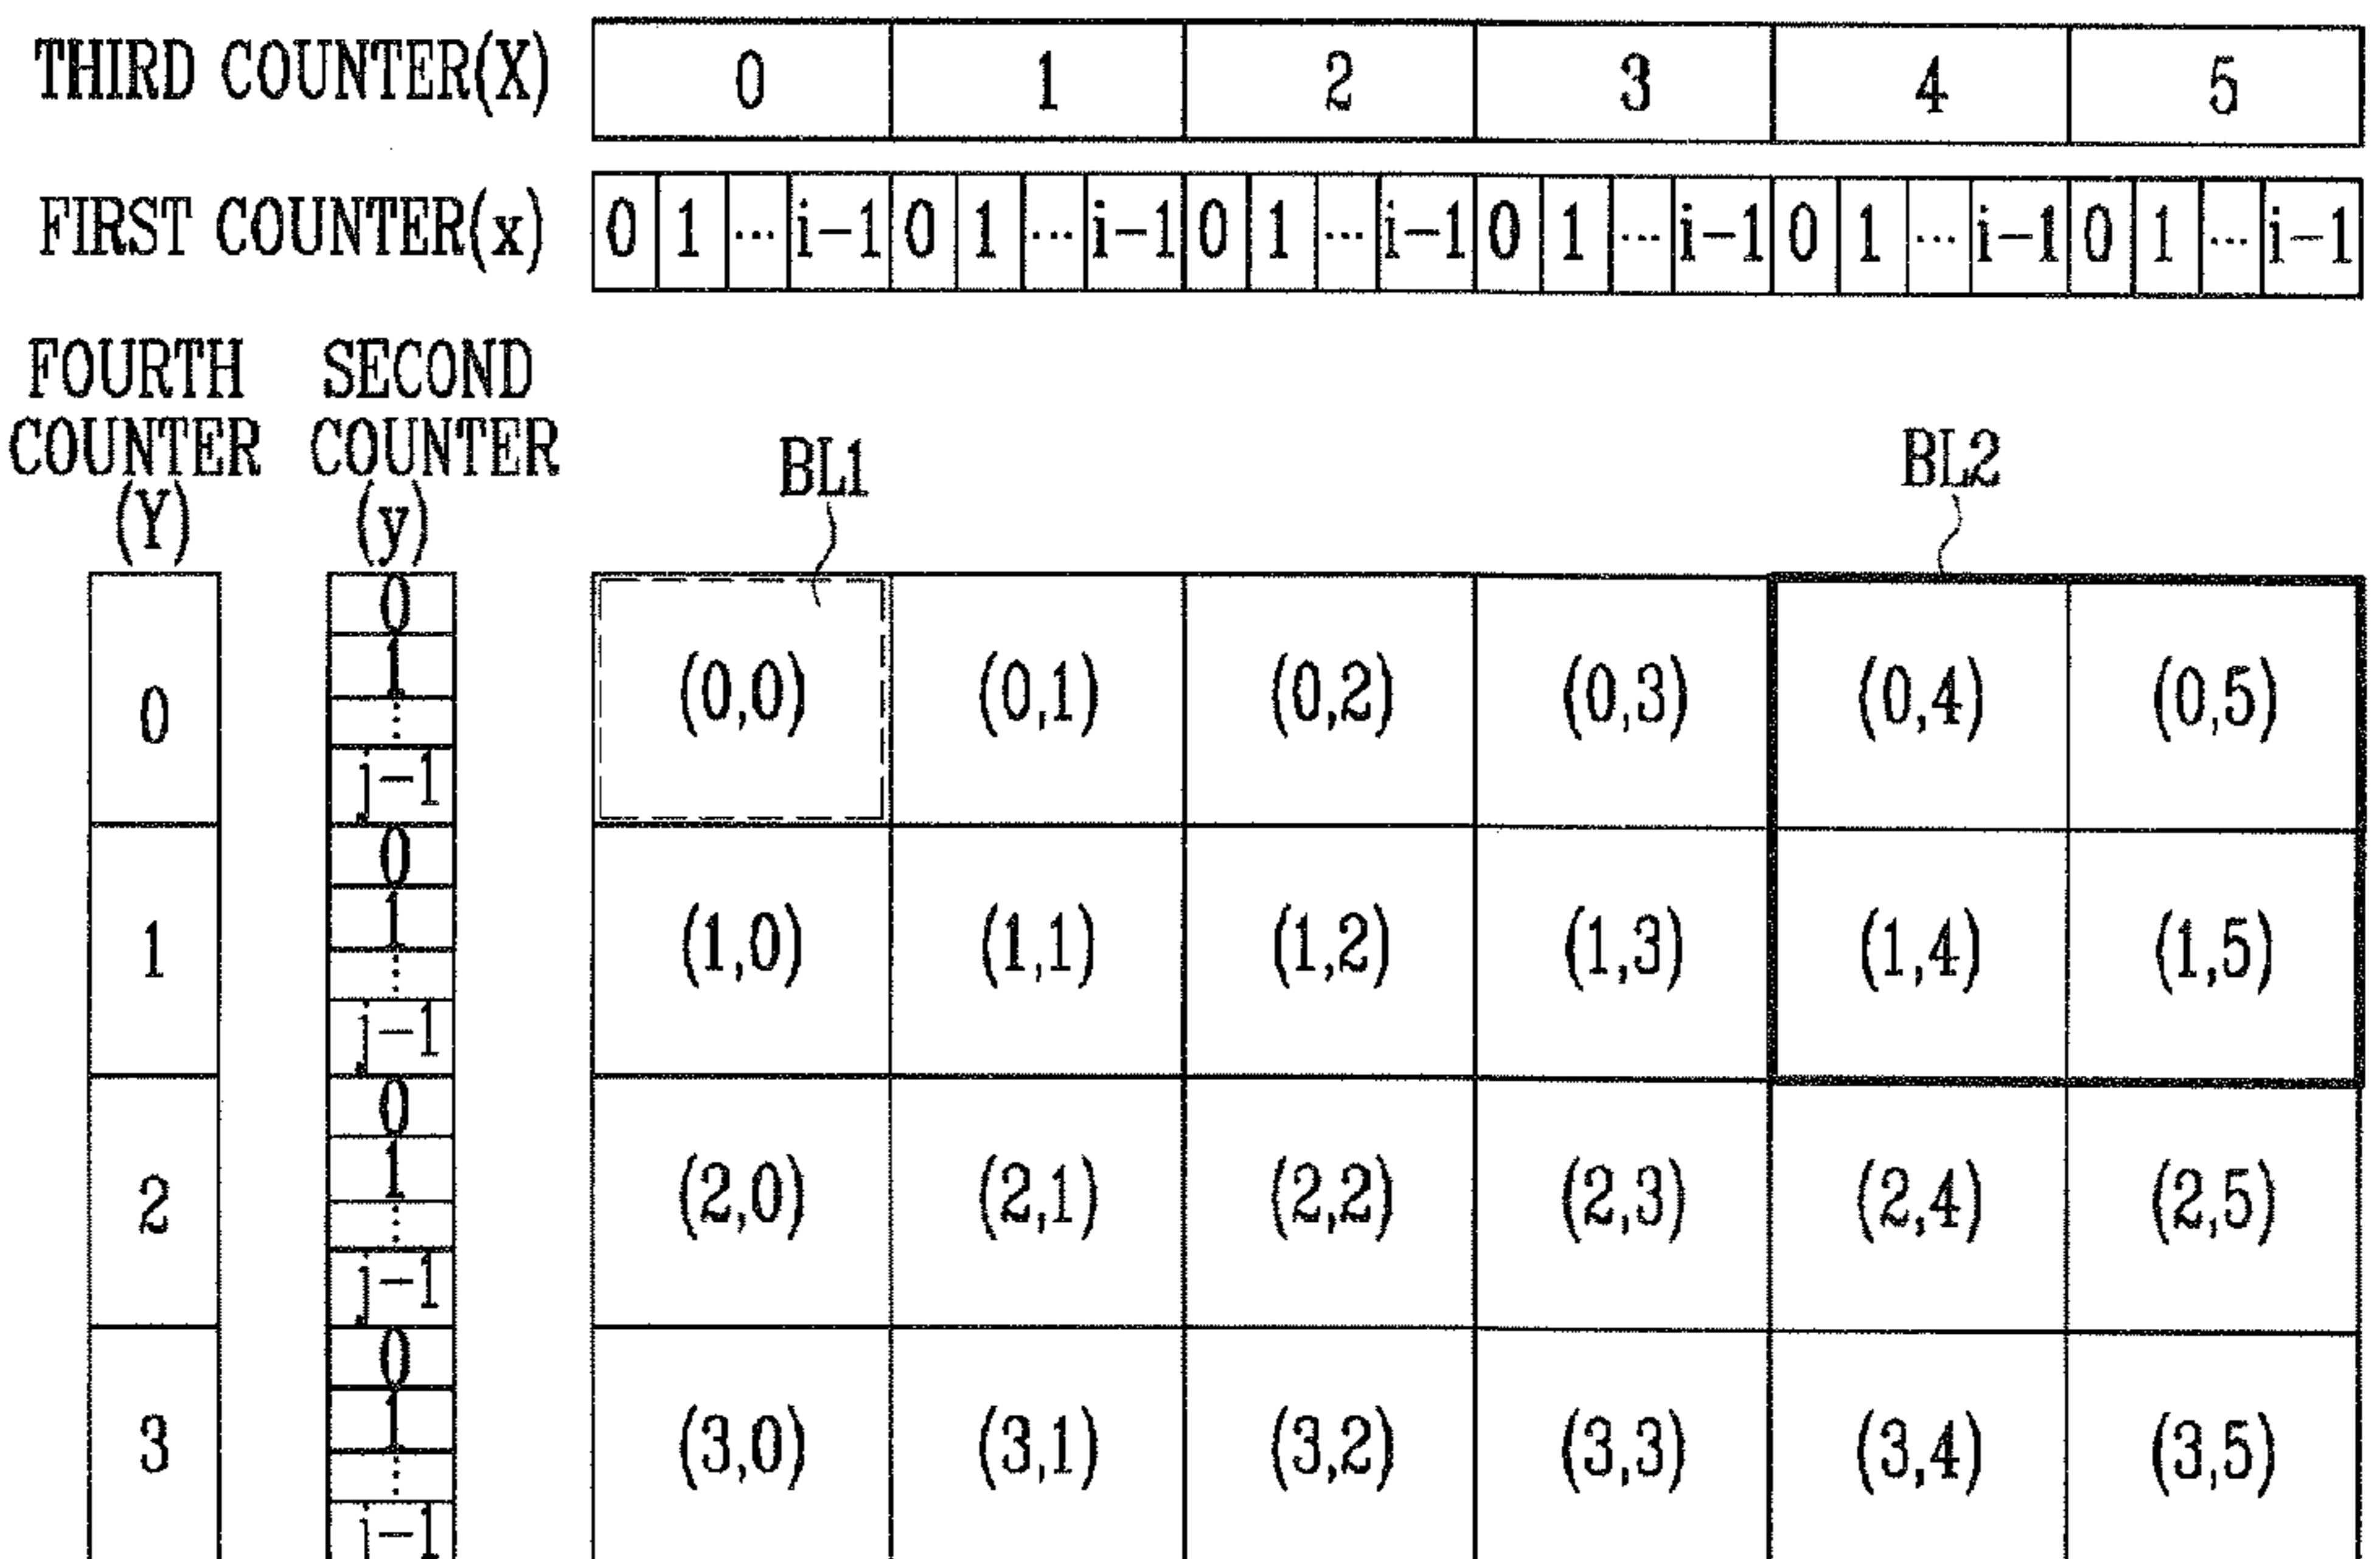 THIRD COUNTER(X) 0 1 2 3 4 5
FIRST COUNTER(x) 0 1 ... i-1 0 1 ... i-1 0 1 ... i-1 0 1 ... i-1 0 1 ... i-1 0 1 ... i-1
FOURTH COUNTER (Y)
SECOND COUNTER (y)
BL1 BL2
0
0
1
⋮
j-1
(0,0) (0,1) (0,2) (0,3) (0,4) (0,5)
1
0
1
⋮
j-1
(1,0) (1,1) (1,2) (1,3) (1,4) (1,5)
2
0
1
⋮
j-1
(2,0) (2,1) (2,2) (2,3) (2,4) (2,5)
3
0
1
⋮
j-1
(3,0) (3,1) (3,2) (3,3) (3,4) (3,5)